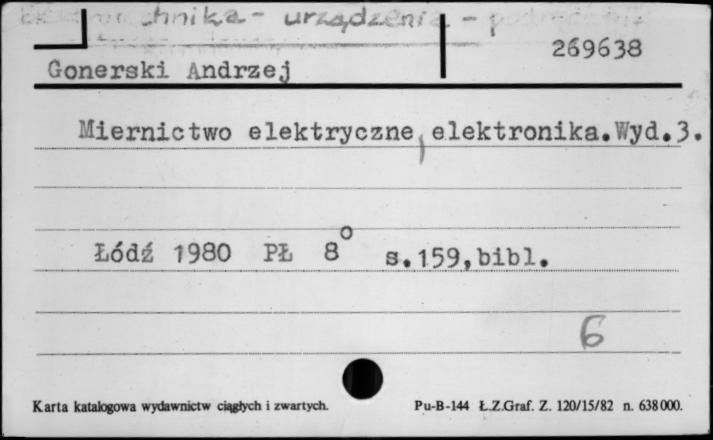 urządzenia -
269638
Gonerski Andrzej
Miernictwo elektryczne, elektronika. Wyd. 3.
Łódź 1980 PŁ 8° s. 159, bibl.
6
Karta katalogowa wydawnictw ciągłych i zwartych. Pu-B-144 Ł.Z.Graf. Z. 120/15/82 n. 638 000.